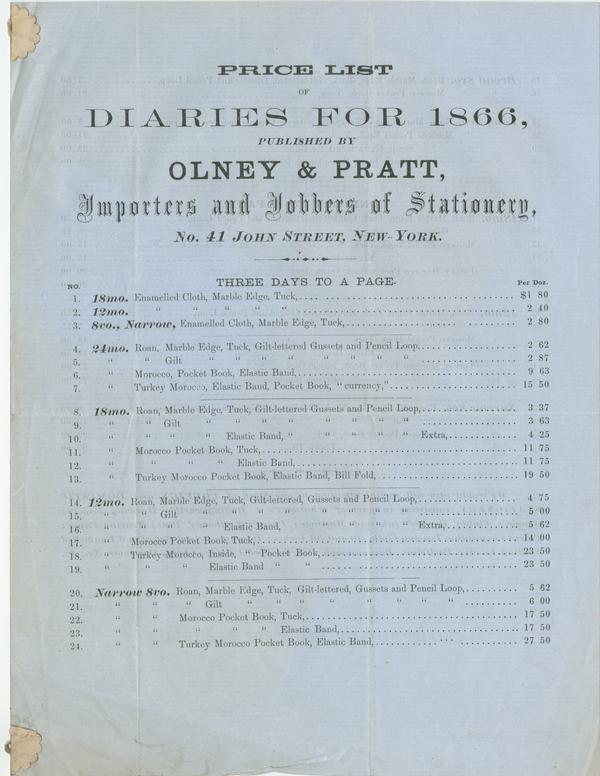 PRICE LIST
OF
DIARIES FOR 1866,
PUBLISHED BY
OLNEY & PRATT,
Importers and Jobbers of Stationery,
No. 41 JOHN STREET, NEW-YORK.
NO. THREE DAYS TO A PAGE. Per Doz.
1. 18mo. Enamelled Cloth, Marble Edge, Tuck, $1 80
2. 12mo. " " " " " 2 40
3. 8vo., Narrow, Enamelled Cloth, Marble Edge, Tuck, 2 80
4. 24mo. Roan, Marble Edge, Tuck, Gilt-lettered Gussets and Pencil Loop, 2 62
5. " " Gilt " " " " " " " 2 87
6. " Morocco, Pocket Book, Elastic Band, 9 63
7. " Turkey Morocco, Elastic Band, Pocket Book, "currency," 15 50
8. 18mo. Roan, Marble Edge, Tuck, Gilt-lettered Gussets and Pencil Loop, 3 37
9. " " Gilt " " " " " " " 3 63
10. " " " " Elastic Band, " " " " Extra, 4 25
11. " Morocco Pocket Book, Tuck, 11 75
12. " " " " Elastic Band, 11 75
13. " Turkey Morocco Pocket Book, Elastic Band, Bill Fold, 19 50
14. 12mo. Roan, Marble Edge, Tuck, Gilt-lettered, Gussets and Pencil Loop, 4 75
15. " " Gilt " " " " " " " 5 00
16. " " " " Elastic Band, " " " Extra, 5 62
17. " Morocco Pocket Book, Tuck, 14 00
18. " Turkey Morocco, Inside, " Pocket Book, 23 50
19. " " " Elastic Band " " 23 50
20. Narrow 8vo. Roan, Marble Edge, Tuck, Gilt-lettered, Gussets and Pencil Loop, 5 62
21. " " " Gilt " " " " " " " 6 00
22. " " Morocco Pocket Book, Tuck, 17 50
23. " " " " " Elastic Band, 17 50
24. " " Turkey Morocco Pocket Book, Elastic Band, 27 50